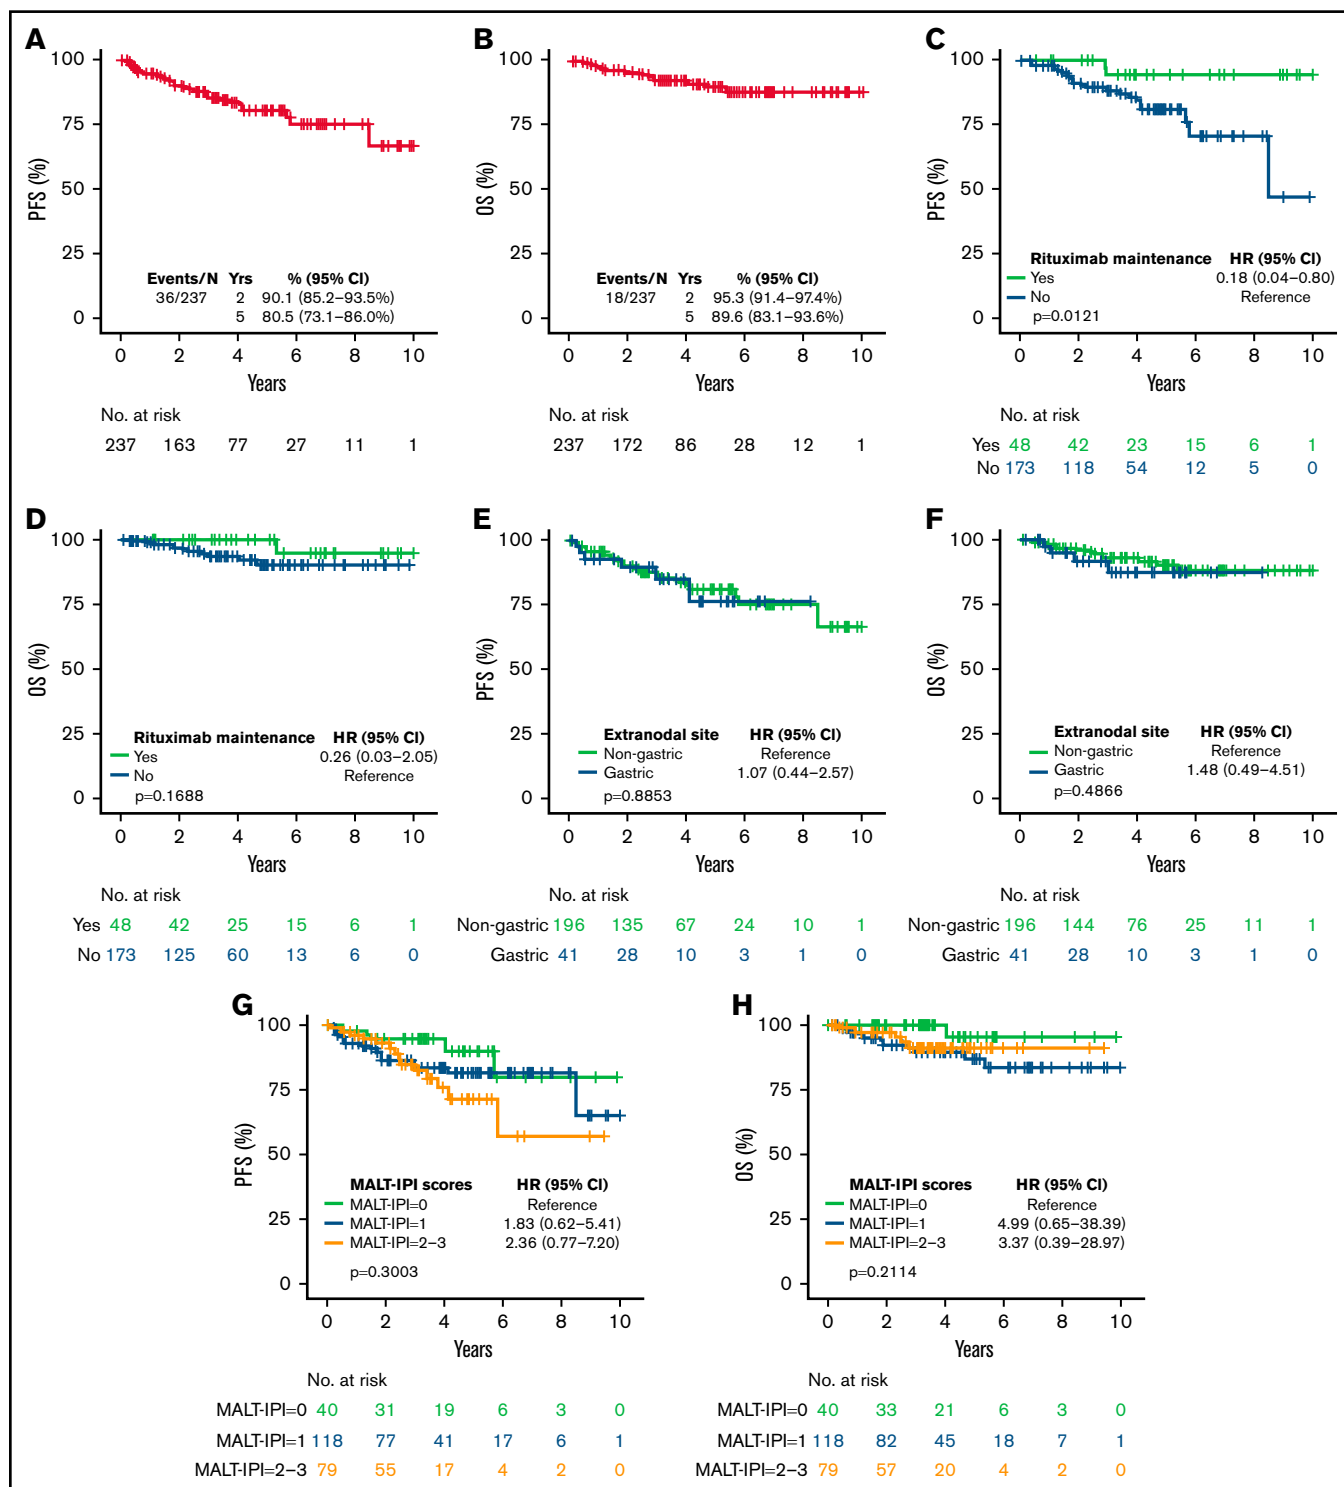 A
100
75
50
25
0
PFS (%)
Events/N Yrs % (95% CI)
36/237 2 90.1 (85.2–93.5%)
5 80.5 (73.1–86.0%)
0 2 4 6 8 10
Years
No. at risk
237 163 77 27 11 1
B
100
75
50
25
0
OS (%)
Events/N Yrs % (95% CI)
18/237 2 95.3 (91.4–97.4%)
5 89.6 (83.1–93.6%)
0 2 4 6 8 10
Years
No. at risk
237 172 86 28 12 1
C
100
75
50
25
0
PFS (%)
Rituximab maintenance HR (95% CI)
Yes 0.18 (0.04–0.80)
No Reference
p=0.0121
0 2 4 6 8 10
Years
No. at risk
Yes 48 42 23 15 6 1
No 173 118 54 12 5 0
D
100
75
50
25
0
OS (%)
Rituximab maintenance HR (95% CI)
Yes 0.26 (0.03–2.05)
No Reference
p=0.1688
0 2 4 6 8 10
Years
No. at risk
Yes 48 42 25 15 6 1
No 173 125 60 13 6 0
E
100
75
50
25
0
PFS (%)
Extranodal site HR (95% CI)
Non-gastric Reference
Gastric 1.07 (0.44–2.57)
p=0.8853
0 2 4 6 8 10
Years
No. at risk
Non-gastric 196 135 67 24 10 1
Gastric 41 28 10 3 1 0
F
100
75
50
25
0
OS (%)
Extranodal site HR (95% CI)
Non-gastric Reference
Gastric 1.48 (0.49–4.51)
p=0.4866
0 2 4 6 8 10
Years
No. at risk
Non-gastric 196 144 76 25 11 1
Gastric 41 28 10 3 1 0
G
100
75
50
25
0
PFS (%)
MALT-IPI scores HR (95% CI)
MALT-IPI=0 Reference
MALT-IPI=1 1.83 (0.62–5.41)
MALT-IPI=2–3 2.36 (0.77–7.20)
p=0.3003
0 2 4 6 8 10
Years
No. at risk
MALT-IPI=0 40 31 19 6 3 0
MALT-IPI=1 118 77 41 17 6 1
MALT-IPI=2–3 79 55 17 4 2 0
H
100
75
50
25
0
OS (%)
MALT-IPI scores HR (95% CI)
MALT-IPI=0 Reference
MALT-IPI=1 4.99 (0.65–38.39)
MALT-IPI=2–3 3.37 (0.39–28.97)
p=0.2114
0 2 4 6 8 10
Years
No. at risk
MALT-IPI=0 40 33 21 6 3 0
MALT-IPI=1 118 82 45 18 7 1
MALT-IPI=2–3 79 57 20 4 2 0